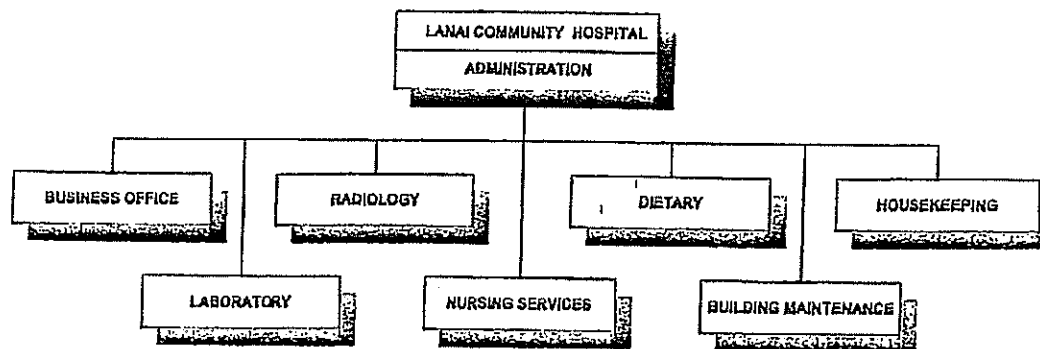 LANAI COMMUNITY HOSPITAL
ADMINISTRATION
BUSINESS OFFICE
RADIOLOGY
DIETARY
HOUSEKEEPING
LABORATORY
NURSING SERVICES
BUILDING MAINTENANCE